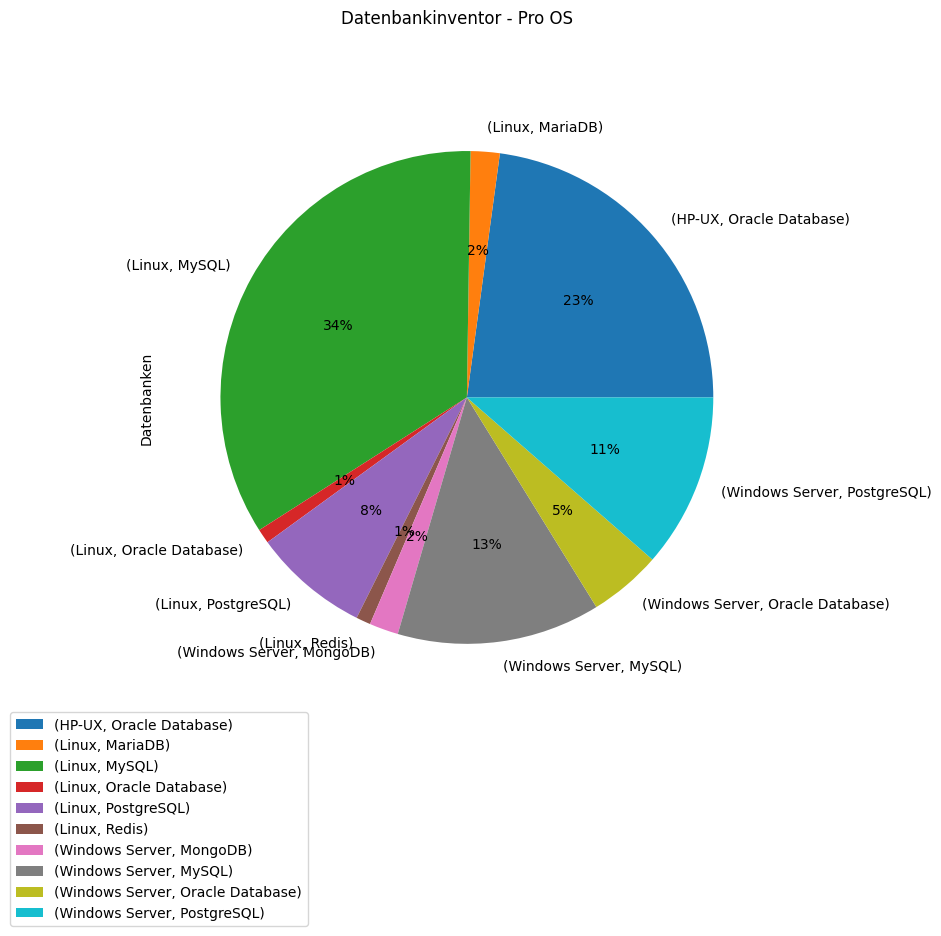 Datenbankinventor - Pro OS
(Linux, MariaDB)
(HP-UX, Oracle Database)
(Linux, MySQL)
2%
23%
34%
Datenbanken
11%
1%
(Windows Server, PostgreSQL)
8%
5%
1%
2%
13%
(Linux, Oracle Database)
(Linux, PostgreSQL)
(Windows Server, Oracle Database)
(Linux, Redis)
(Windows Server, MongoDB)
(Windows Server, MySQL)
(HP-UX, Oracle Database)
(Linux, MariaDB)
(Linux, MySQL)
(Linux, Oracle Database)
(Linux, PostgreSQL)
(Linux, Redis)
(Windows Server, MongoDB)
(Windows Server, MySQL)
(Windows Server, Oracle Database)
(Windows Server, PostgreSQL)